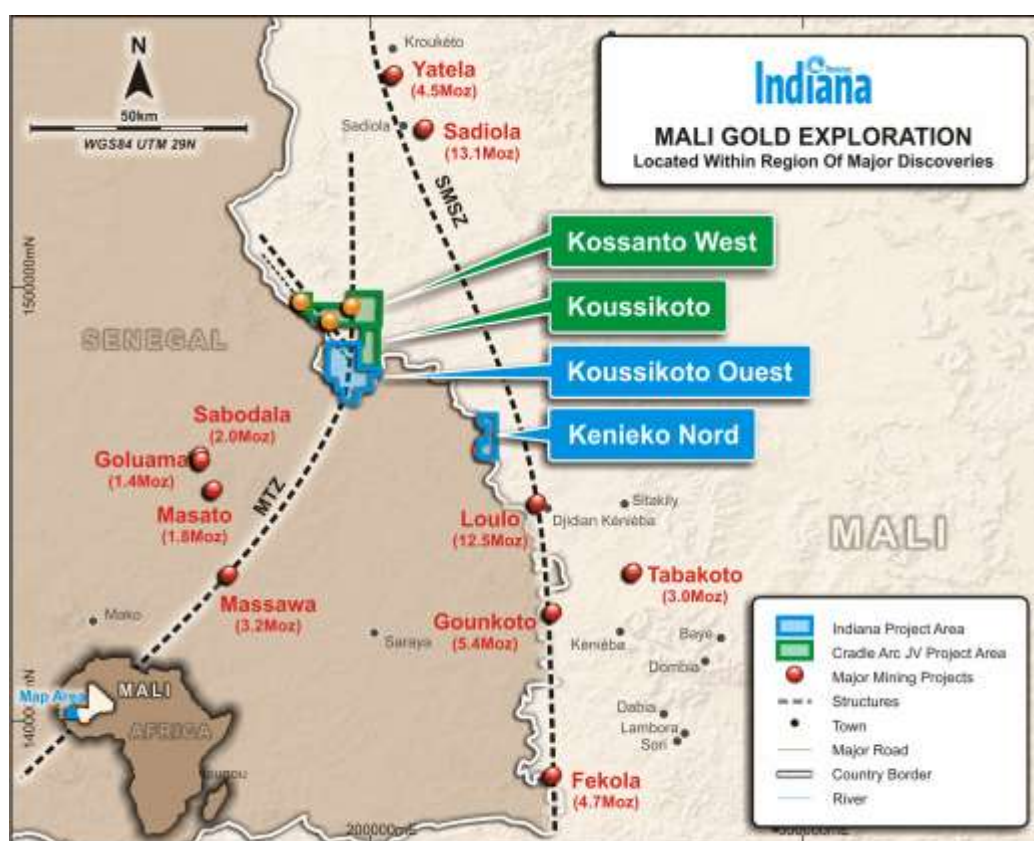 N
50km
WGS84 UTM 29N
Indiana
MALI GOLD EXPLORATION
Located Within Region Of Major Discoveries
Kroukéto
Yatela
(4.5Moz)
Sadiola
Sadiola
(13.1Moz)
SMSZ
Kossanto West
Koussikoto
Koussikoto Ouest
Kenieko Nord
1500000mN
SENEGAL
Sabodala
(2.0Moz)
Goluama
(1.4Moz)
Masato
(1.8Moz)
MTZ
Massawa
(3.2Moz)
Loulo
(12.5Moz)
Sitakily
Djidian Kéniéba
MALI
Tabakoto
(3.0Moz)
Gounkoto
(5.4Moz)
Mako
Saraya
Keniéba
Baye
Dombia
Dabia
Lambora
Sori
Fekola
(4.7Moz)
Map Area
MALI
AFRICA
200000mE
Indiana Project Area
Cradle Arc JV Project Area
Major Mining Projects
Structures
Town
Major Road
Country Border
River